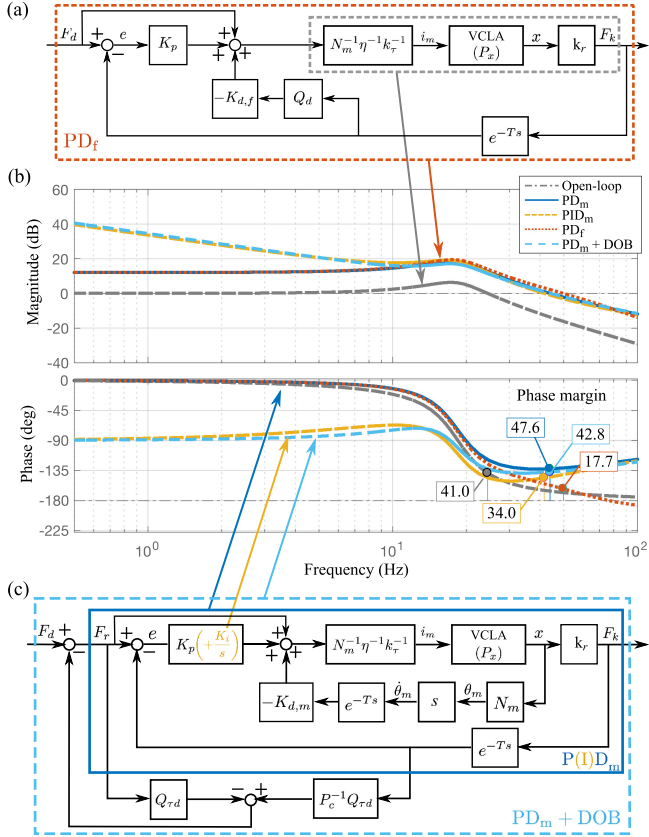 (a)
F_d + e K_p + + + N_m^{-1}η^{-1}k_τ^{-1} i_m VCLA (P_x) x k_r F_k
−
−K_{d,f} Q_d
PD_f e^{-Ts}
(b)
60
40
20
0
-20
-40
Magnitude (dB)
Open-loop
PD_m
PID_m
PD_f
PD_m + DOB
0
-45
-90
-135
-180
-225
Phase (deg)
Phase margin
47.6
42.8
17.7
41.0
34.0
10^0 10^1 10^2
Frequency (Hz)
(c)
F_d + F_r + e K_p(+K_i/s) + + + N_m^{-1}η^{-1}k_τ^{-1} i_m VCLA (P_x) x k_r F_k
− −
−K_{d,m} e^{-Ts} θ̇_m s θ_m N_m
e^{-Ts}
P(I)D_m
Q_{τd} − + P_c^{-1}Q_{τd}
PD_m + DOB